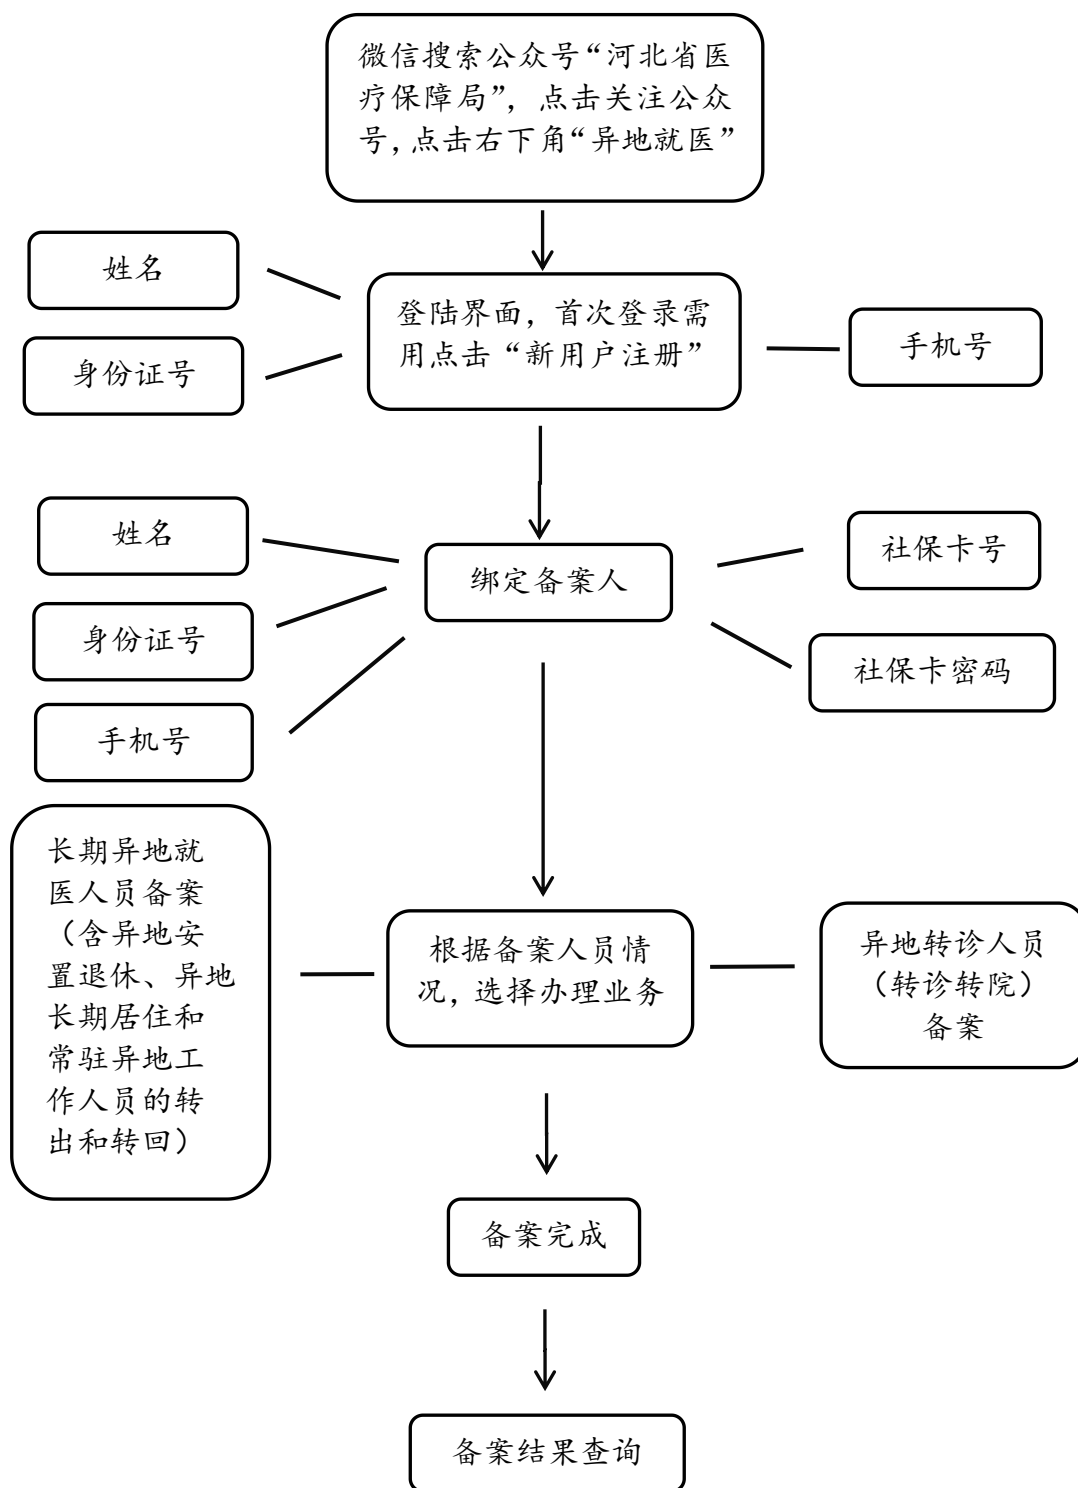 微信搜索公众号“河北省医
疗保障局”，点击关注公众
号，点击右下角“异地就医”
姓名
身份证号
登陆界面，首次登录需
用点击“新用户注册”
手机号
姓名
身份证号
手机号
绑定备案人
社保卡号
社保卡密码
长期异地就
医人员备案
（含异地安
置退休、异地
长期居住和
常驻异地工
作人员的转
出和转回）
根据备案人员情
况，选择办理业务
异地转诊人员
（转诊转院）
备案
备案完成
备案结果查询